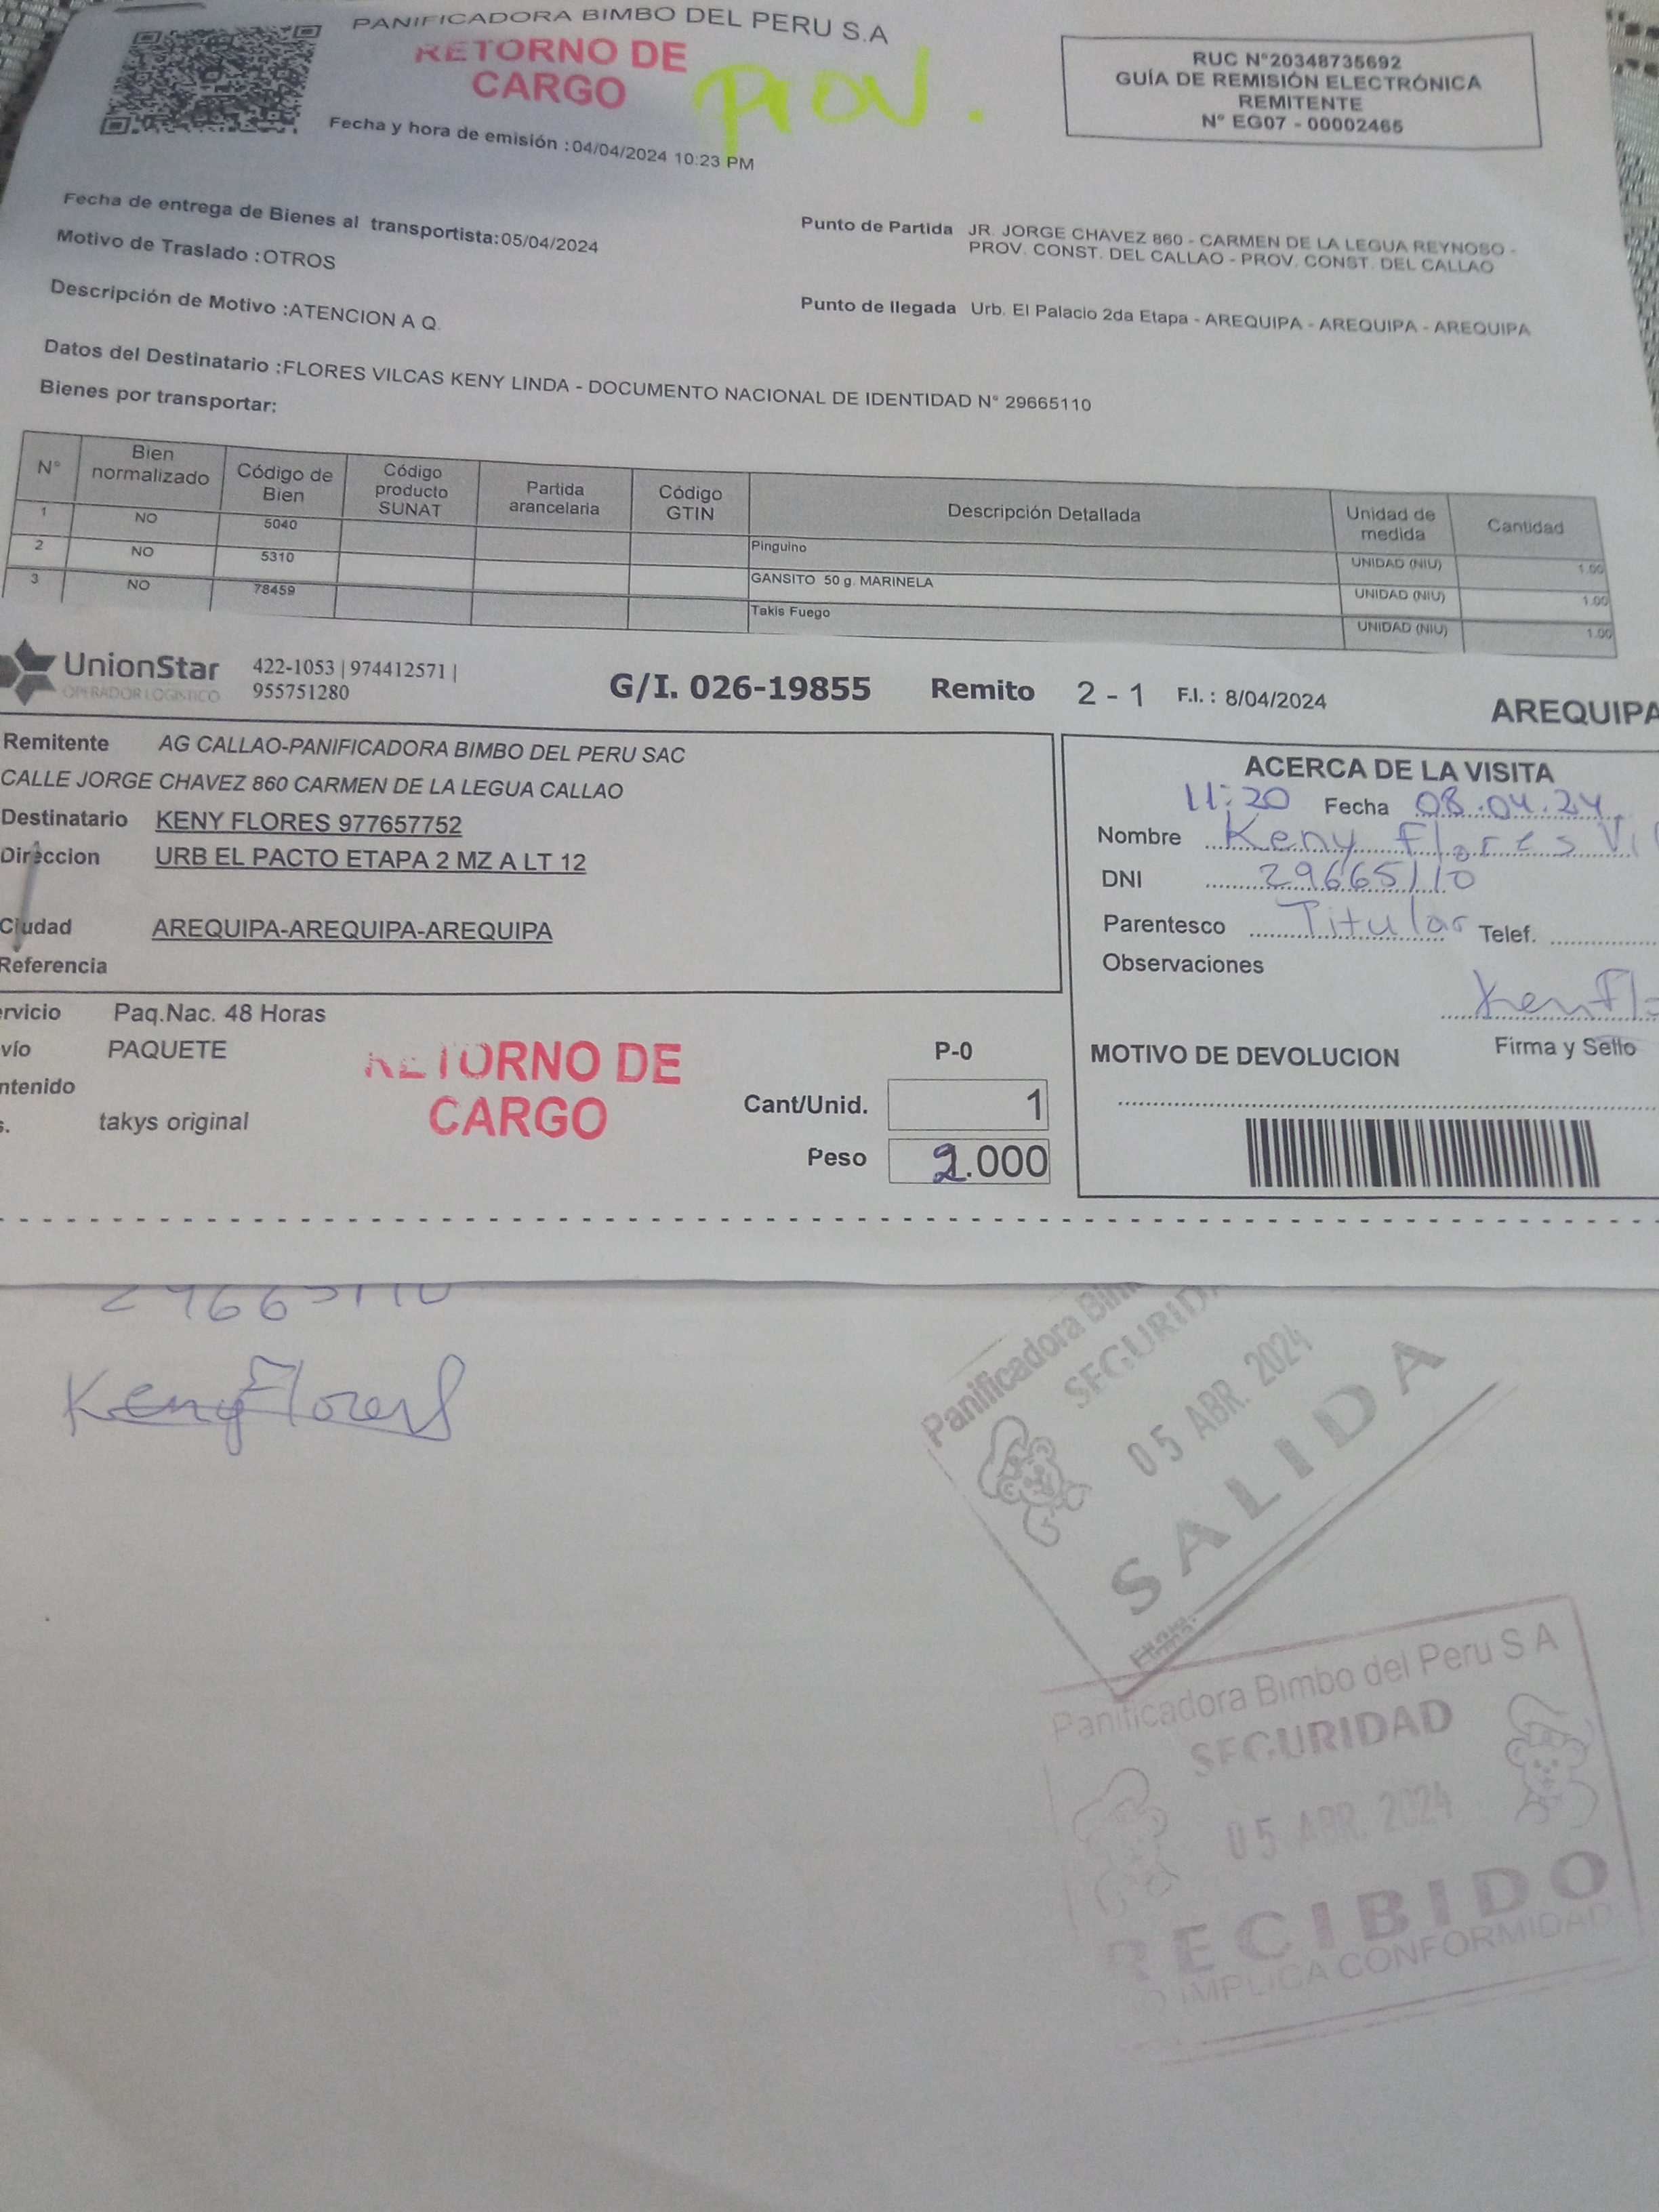 PANIFICADORA BIMBO DEL PERU S.A
RETORNO DE
CARGO
Prov.
Fecha y hora de emisión :04/04/2024 10:23 PM
RUC N°20348735692
GUÍA DE REMISIÓN ELECTRÓNICA
REMITENTE
N° EG07 - 00002465
Fecha de entrega de Bienes al transportista:05/04/2024
Motivo de Traslado :OTROS
Descripción de Motivo :ATENCION A Q.
Punto de Partida JR. JORGE CHAVEZ 860 - CARMEN DE LA LEGUA REYNOSO -
PROV. CONST. DEL CALLAO - PROV. CONST. DEL CALLAO
Punto de llegada Urb. El Palacio 2da Etapa - AREQUIPA - AREQUIPA - AREQUIPA
Datos del Destinatario :FLORES VILCAS KENY LINDA - DOCUMENTO NACIONAL DE IDENTIDAD N° 29665110
Bienes por transportar:
N° Bien normalizado Código de Bien Código producto SUNAT Partida arancelaria Código GTIN Descripción Detallada Unidad de medida Cantidad
1 NO 5040 Pinguino UNIDAD (NIU) 1.00
2 NO 5310 GANSITO 50 g. MARINELA UNIDAD (NIU) 1.00
3 NO 78459 Takis Fuego UNIDAD (NIU) 1.00
UnionStar
OPERADOR LOGISTICO
422-1053 | 974412571 |
955751280
G/I. 026-19855 Remito 2 - 1 F.I. : 8/04/2024 AREQUIPA
Remitente AG CALLAO-PANIFICADORA BIMBO DEL PERU SAC
CALLE JORGE CHAVEZ 860 CARMEN DE LA LEGUA CALLAO
Destinatario KENY FLORES 977657752
Direccion URB EL PACTO ETAPA 2 MZ A LT 12
Ciudad AREQUIPA-AREQUIPA-AREQUIPA
Referencia
ACERCA DE LA VISITA
11:20 Fecha 08.04.24
Nombre Keny Flores Vi
DNI 29665110
Parentesco Titular Telef.
Observaciones
Firma y Sello
MOTIVO DE DEVOLUCION
rvicio Paq.Nac. 48 Horas
vío PAQUETE
ntenido
s. takys original
RETORNO DE
CARGO
P-0
Cant/Unid. 1
Peso 2.000
29665110
Keny Flores
Panificadora Bim
SEGURID
05 ABR. 2024
SALIDA
Panificadora Bimbo del Peru S A
SEGURIDAD
05 ABR. 2024
RECIBIDO
O IMPLICA CONFORMIDAD